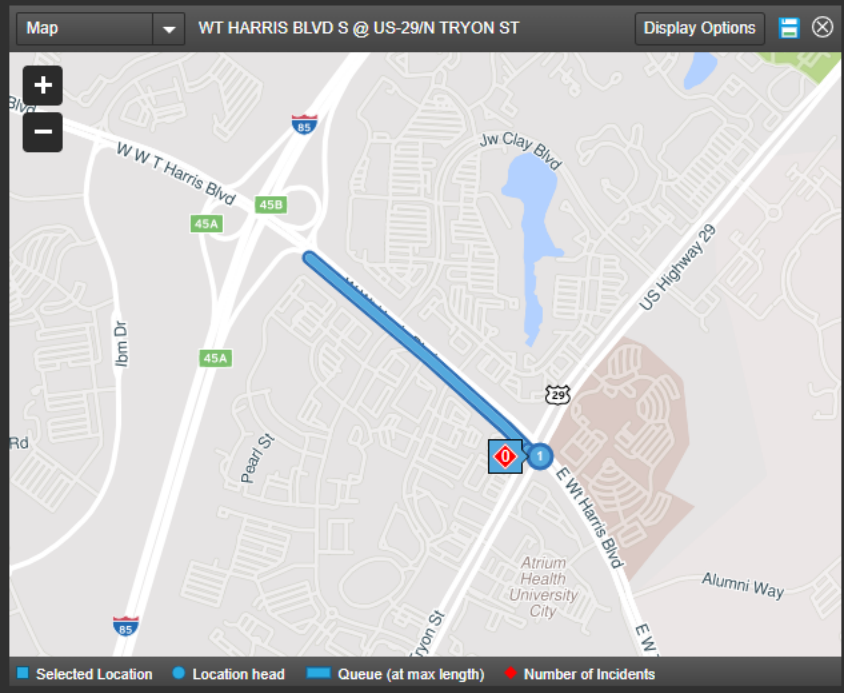 Map
WT HARRIS BLVD S @ US-29/N TRYON ST
Display Options
+
−
Blvd
85
Jw Clay Blvd
W W T Harris Blvd
45B
45A
US Highway 29
Ibm Dr
45A
29
Rd
Pearl St
0
1
E Wt Harris Blvd
Atrium
Health
University
City
Alumni Way
85
ryon St
E W
Selected Location
Location head
Queue (at max length)
Number of Incidents